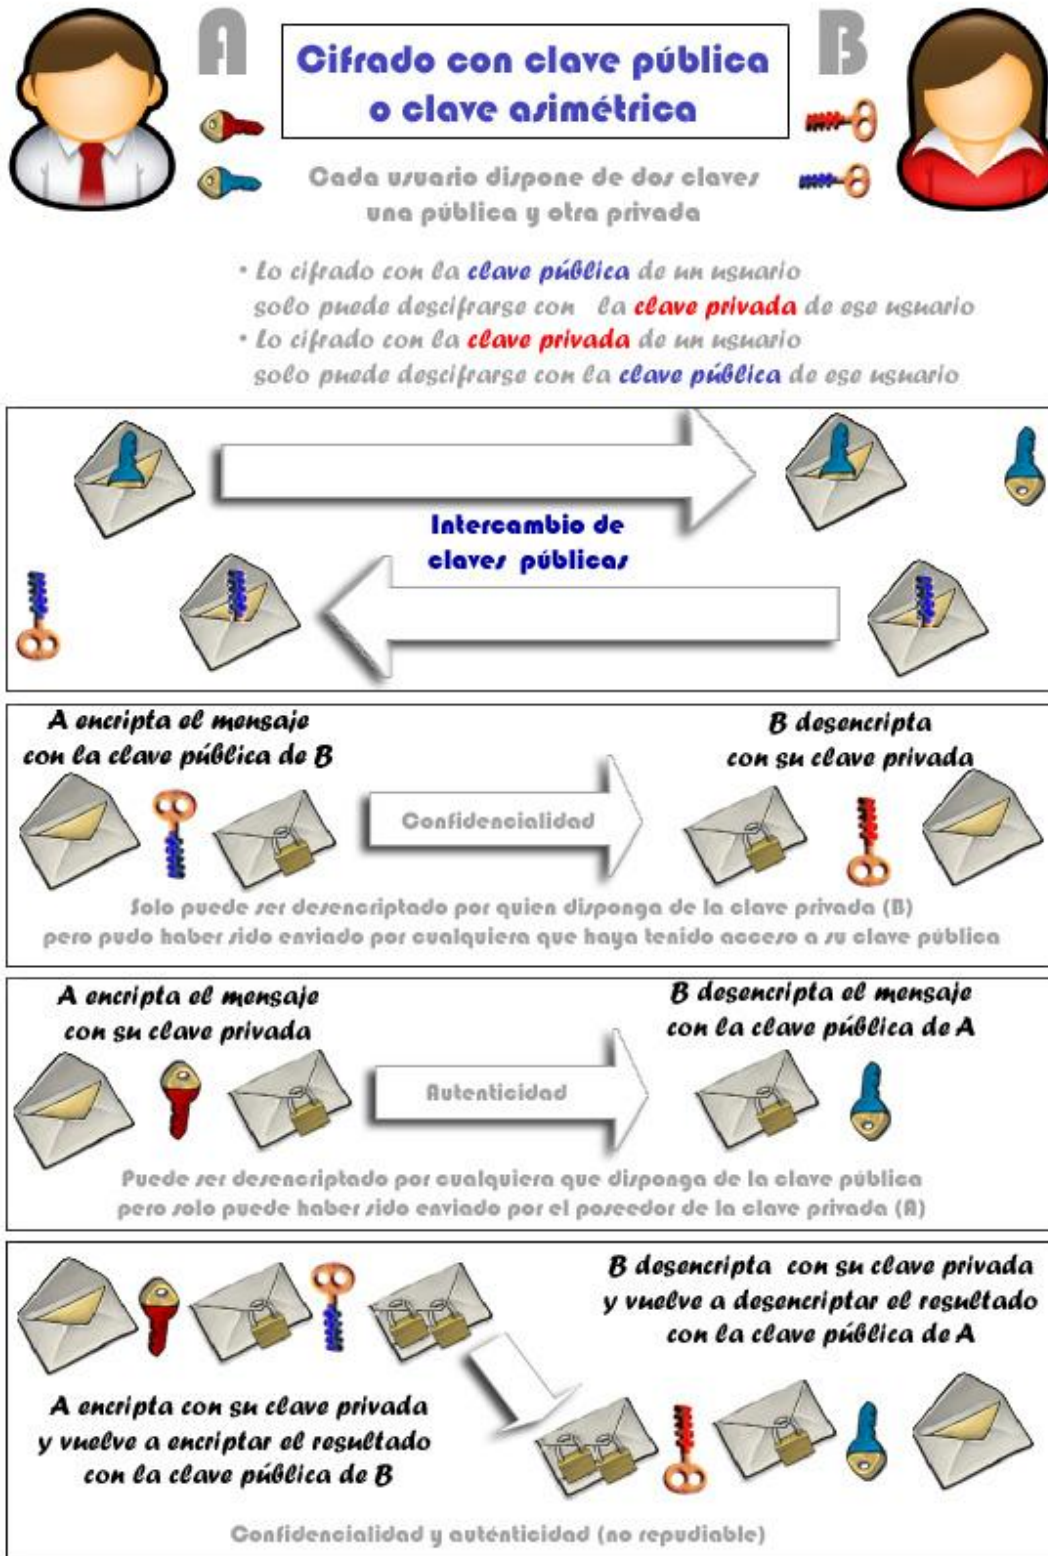 A
Cifrado con clave pública
o clave asimétrica
B
Cada usuario dispone de dos claves
una pública y otra privada
• Lo cifrado con la clave pública de un usuario
solo puede descifrarse con la clave privada de ese usuario
• Lo cifrado con la clave privada de un usuario
solo puede descifrarse con la clave pública de ese usuario
Intercambio de
claves públicas
A encripta el mensaje
con la clave pública de B
B desencripta
con su clave privada
Confidencialidad
Solo puede ser desencriptado por quien disponga de la clave privada (B)
pero pudo haber sido enviado por cualquiera que haya tenido acceso a su clave pública
A encripta el mensaje
con su clave privada
B desencripta el mensaje
con la clave pública de A
Autenticidad
Puede ser desencriptado por cualquiera que disponga de la clave pública
pero solo puede haber sido enviado por el poseedor de la clave privada (A)
B desencripta con su clave privada
y vuelve a desencriptar el resultado
con la clave pública de A
A encripta con su clave privada
y vuelve a encriptar el resultado
con la clave pública de B
Confidencialidad y auténticidad (no repudiable)